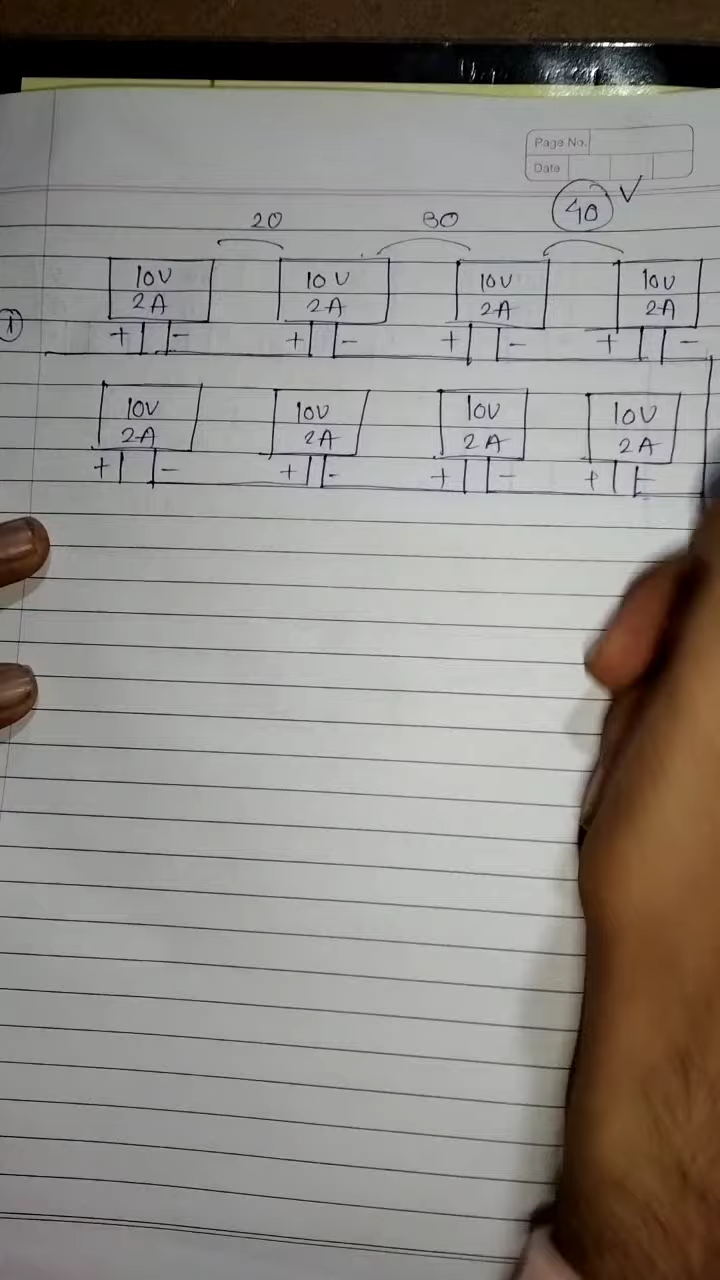 Page No.
Date
20 30 40 ✓
10V 10V 10V 10V
2A 2A 2A 2A
1
+ - + - + - + -
10V 10V 10V 10V
2A 2A 2A 2A
+ - + - + - + -